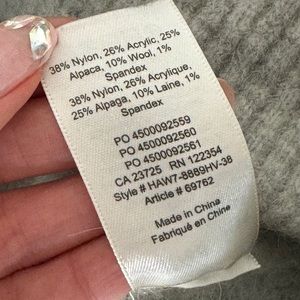 38% Nylon, 26% Acrylic, 25%
Alpaca, 10% Wool, 1%
Spandex
38% Nylon, 26% Acrylique,
25% Alpaga, 10% Laine, 1%
Spandex
PO 4500092559
PO 4500092560
PO 4500092561
CA 23725 RN 122354
Style # HAW7-8889HV-38
Article # 69762
Made in China
Fabriqué en Chine